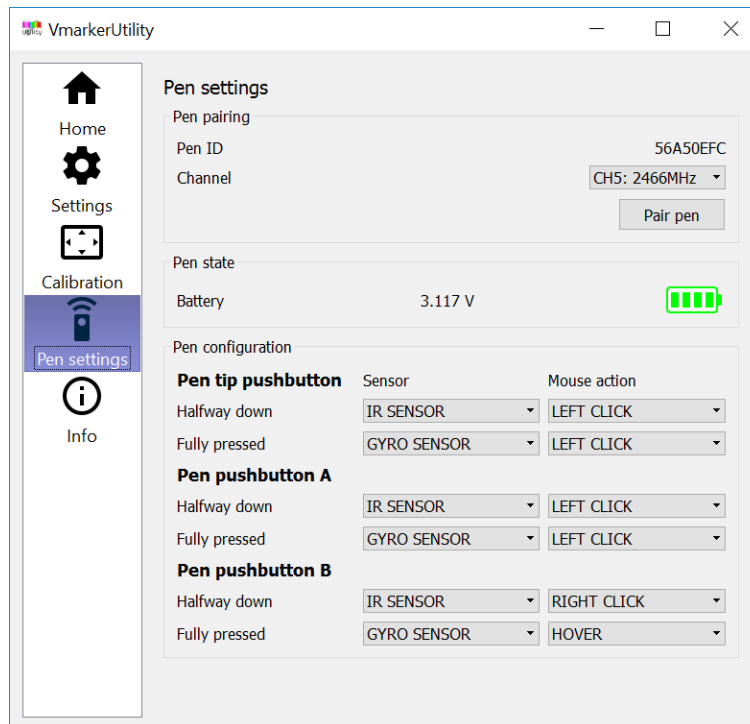 VmarkerUtility
Home
Settings
Calibration
Pen settings
Info
Pen settings
Pen pairing
Pen ID 56A50EFC
Channel CH5: 2466MHz
Pair pen
Pen state
Battery 3.117 V
Pen configuration
Pen tip pushbutton Sensor Mouse action
Halfway down IR SENSOR LEFT CLICK
Fully pressed GYRO SENSOR LEFT CLICK
Pen pushbutton A
Halfway down IR SENSOR LEFT CLICK
Fully pressed GYRO SENSOR LEFT CLICK
Pen pushbutton B
Halfway down IR SENSOR RIGHT CLICK
Fully pressed GYRO SENSOR HOVER